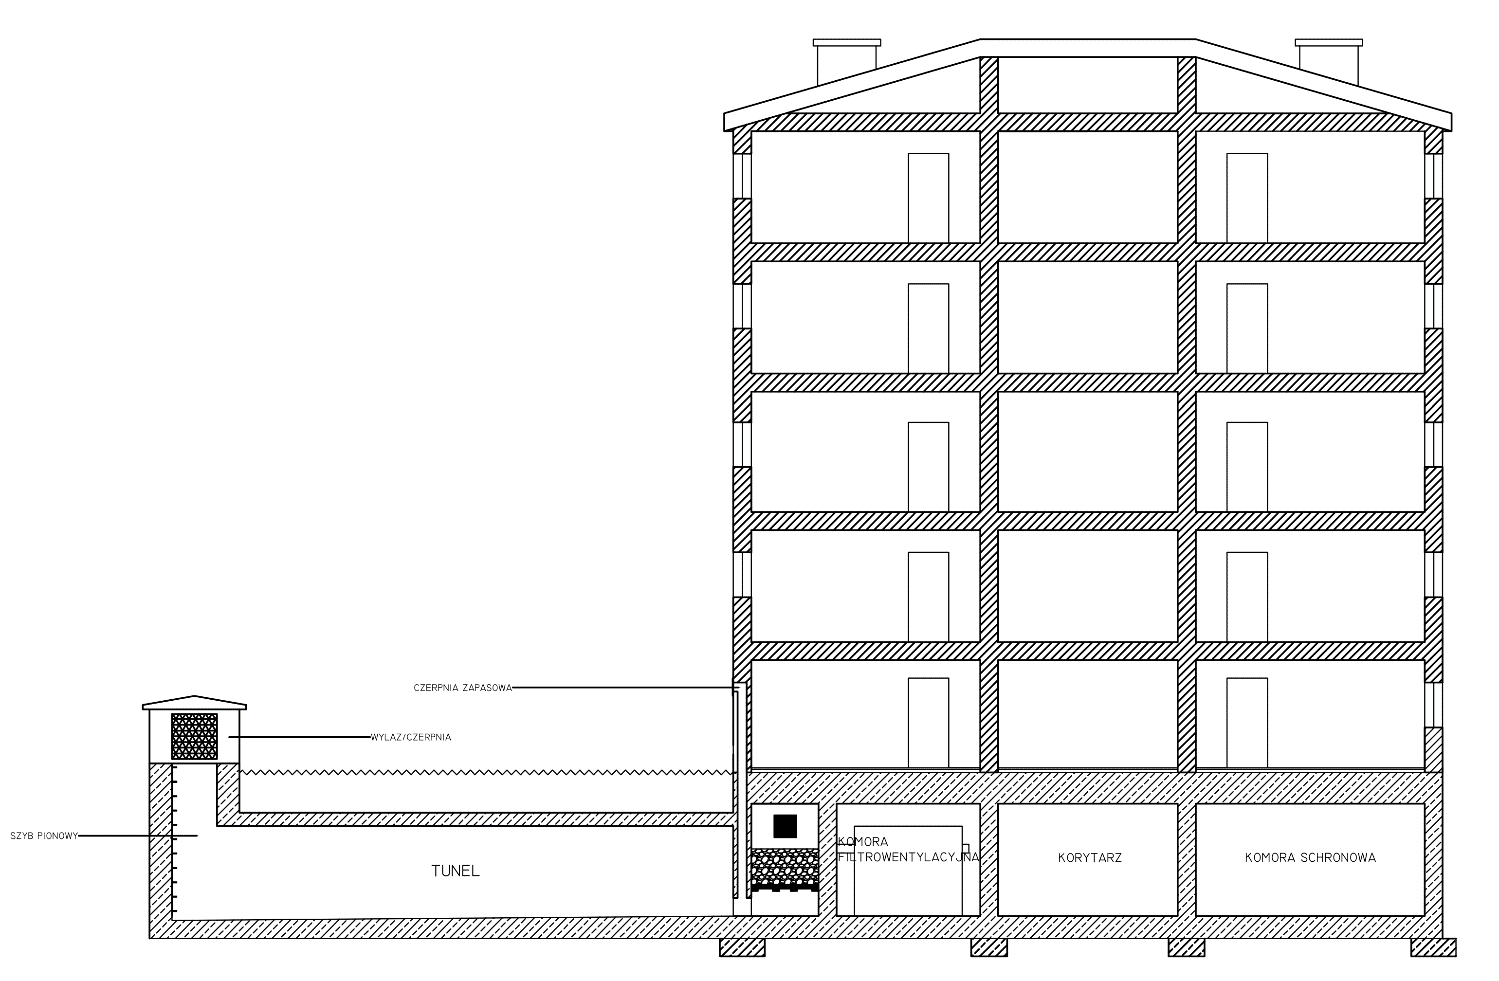 CZERPNIA ZAPASOWA
WYLAZ/CZERPNIA
SZYB PIONOWY
TUNEL
KOMORA
FILTROWENTYLACYJNA
KORYTARZ
KOMORA SCHRONOWA